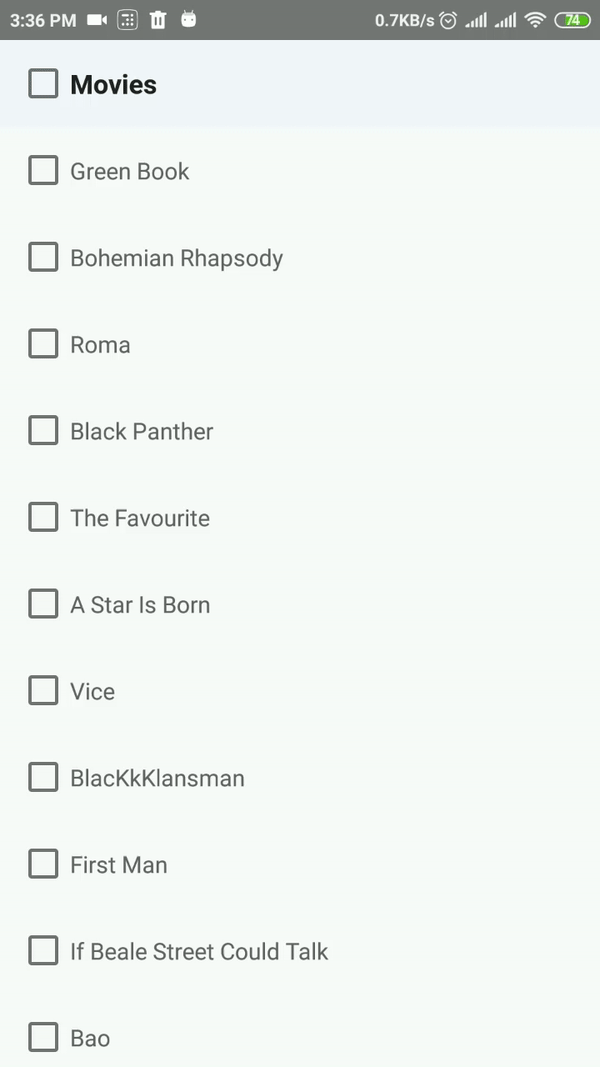 3:36 PM 0.7KB/s 74
Movies
Green Book
Bohemian Rhapsody
Roma
Black Panther
The Favourite
A Star Is Born
Vice
BlacKkKlansman
First Man
If Beale Street Could Talk
Bao